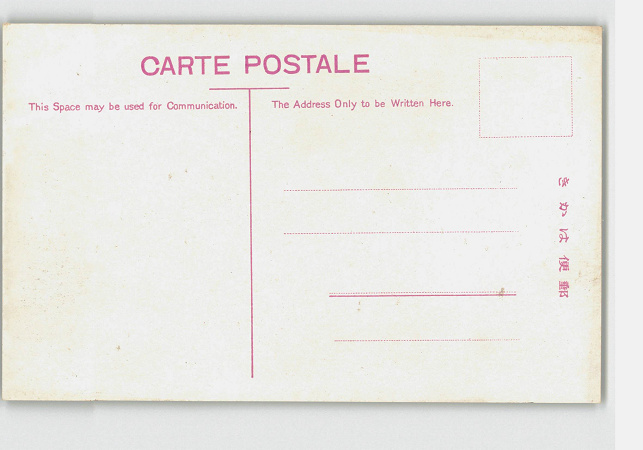 CARTE POSTALE
This Space may be used for Communication.
The Address Only to be Written Here.
きかは便郵